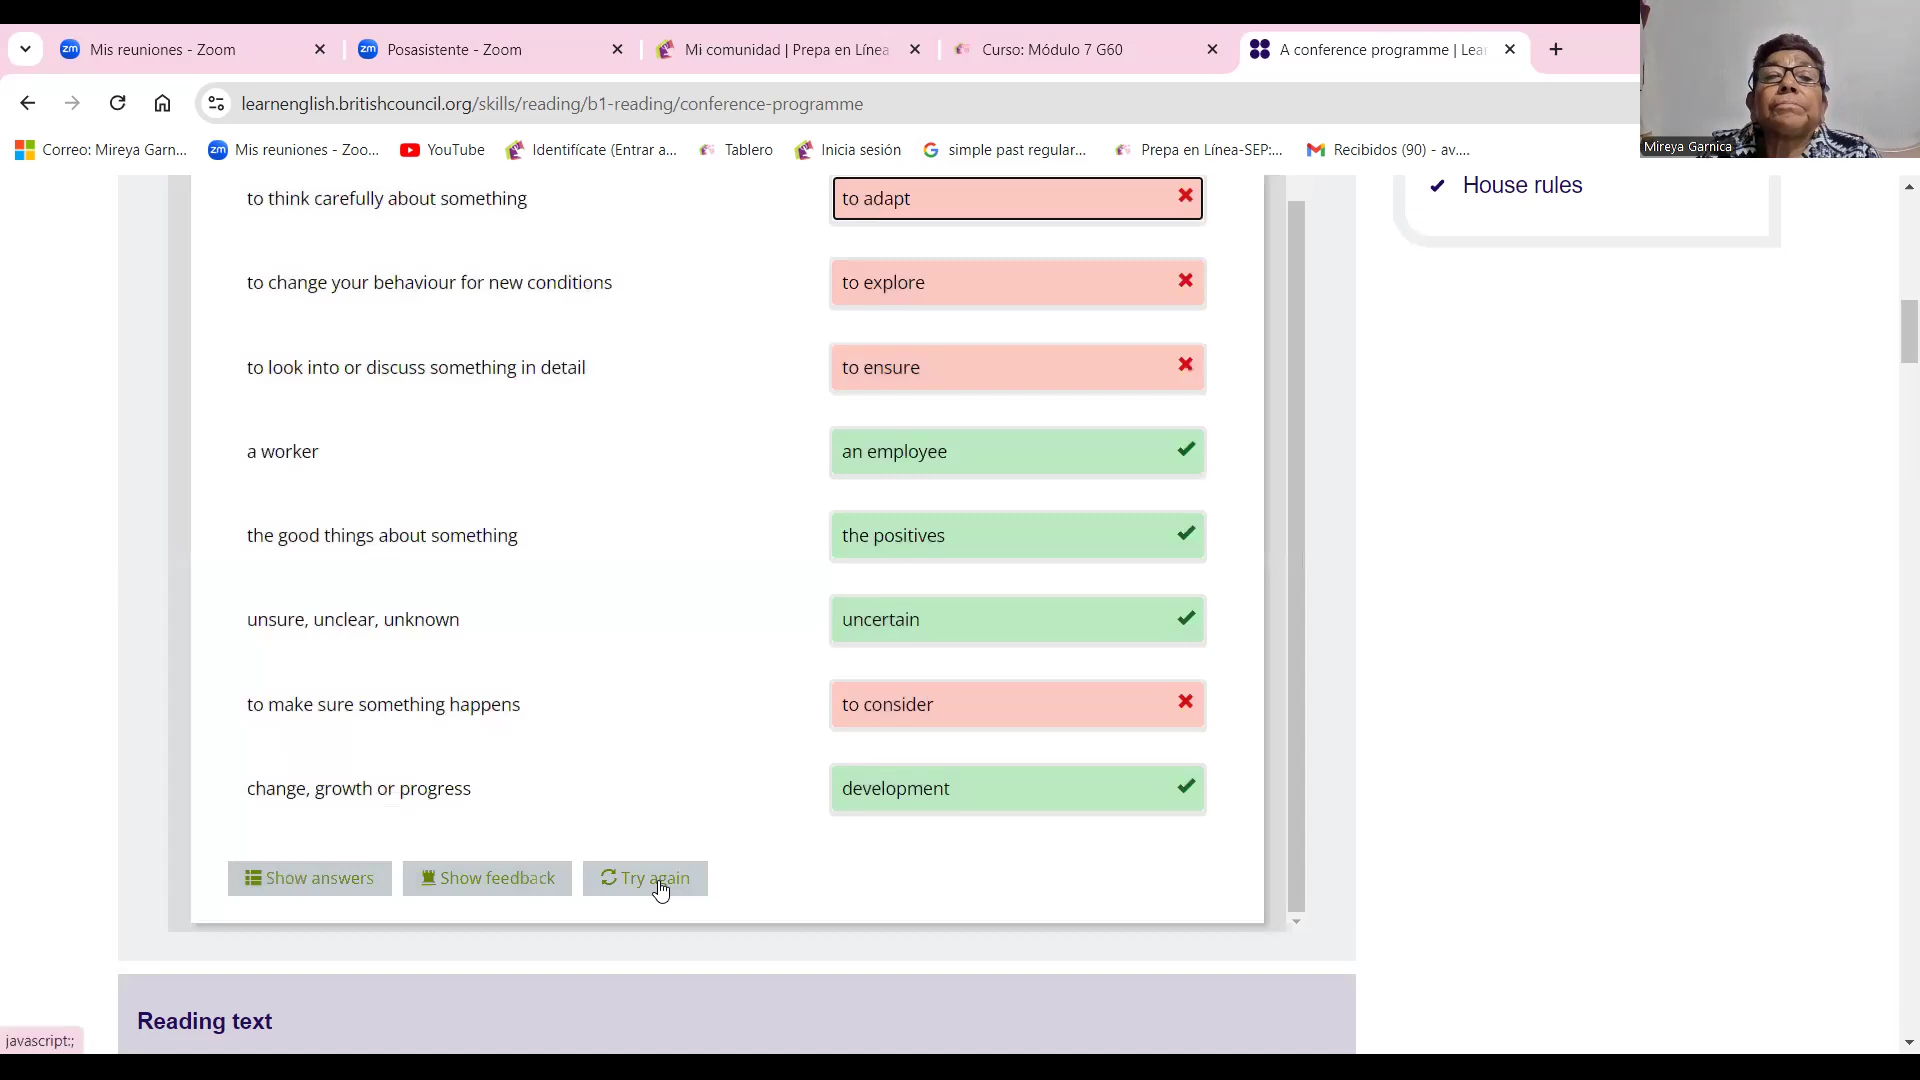 Mis reuniones - Zoom
Posasistente - Zoom
Mi comunidad | Prepa en Línea
Curso: Módulo 7 G60
A conference programme | Lea
learnenglish.britishcouncil.org/skills/reading/b1-reading/conference-programme
Correo: Mireya Garn...
Mis reuniones - Zoo...
YouTube
Identifícate (Entrar a...
Tablero
Inicia sesión
simple past regular...
Prepa en Línea-SEP:...
Recibidos (90) - av....
Mireya Garnica
House rules
to think carefully about something
to adapt
to change your behaviour for new conditions
to explore
to look into or discuss something in detail
to ensure
a worker
an employee
the good things about something
the positives
unsure, unclear, unknown
uncertain
to make sure something happens
to consider
change, growth or progress
development
Show answers
Show feedback
Try again
Reading text
javascript:;